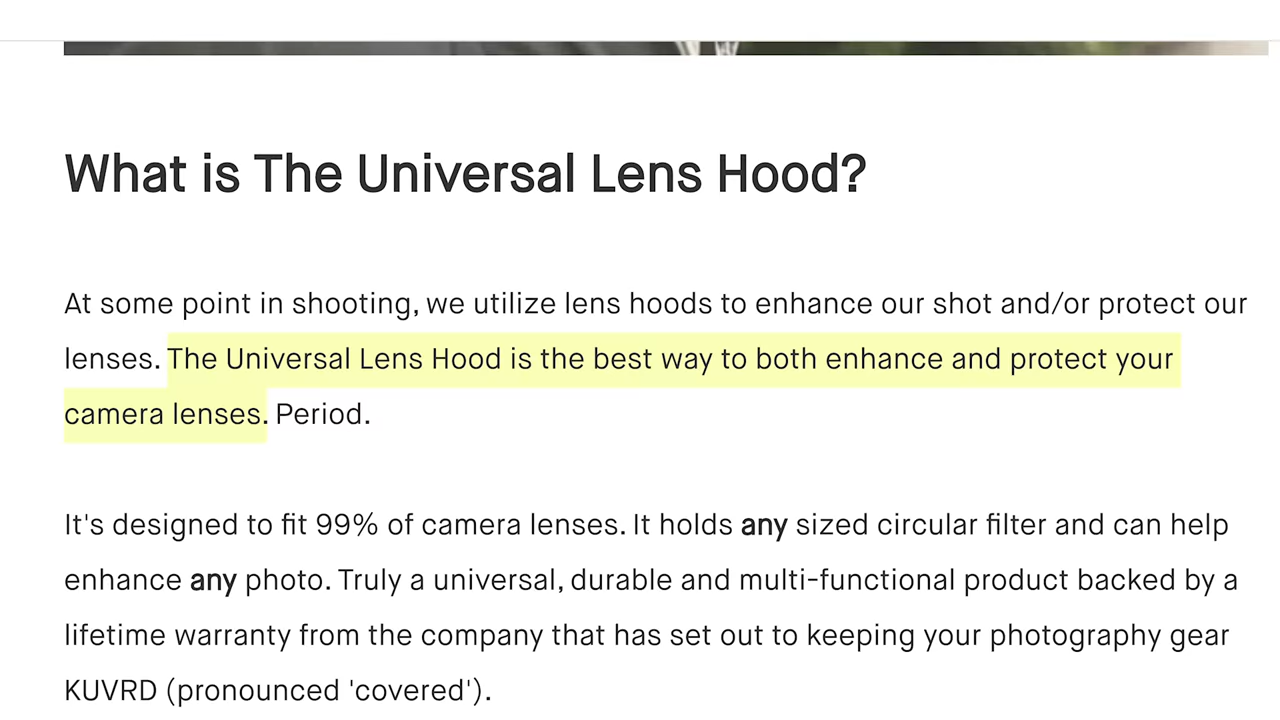 What is The Universal Lens Hood?
At some point in shooting, we utilize lens hoods to enhance our shot and/or protect our
lenses. The Universal Lens Hood is the best way to both enhance and protect your
camera lenses. Period.
It's designed to fit 99% of camera lenses. It holds any sized circular filter and can help
enhance any photo. Truly a universal, durable and multi-functional product backed by a
lifetime warranty from the company that has set out to keeping your photography gear
KUVRD (pronounced 'covered').